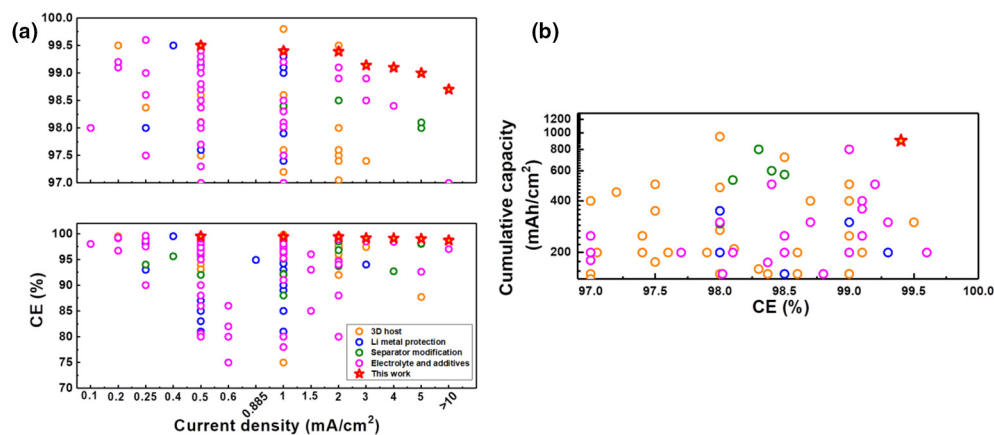 (a)
100.0
99.5
99.0
98.5
98.0
97.5
97.0
100
95
90
85
80
75
70
CE (%)
3D host
Li metal protection
Separator modification
Electrolyte and additives
This work
0.1 0.2 0.25 0.4 0.5 0.6 0.885 1 1.5 2 3 4 5 >10
Current density (mA/cm²)
(b)
1200
1000
800
600
400
200
Cumulative capacity
(mAh/cm²)
97.0 97.5 98.0 98.5 99.0 99.5 100.0
CE (%)